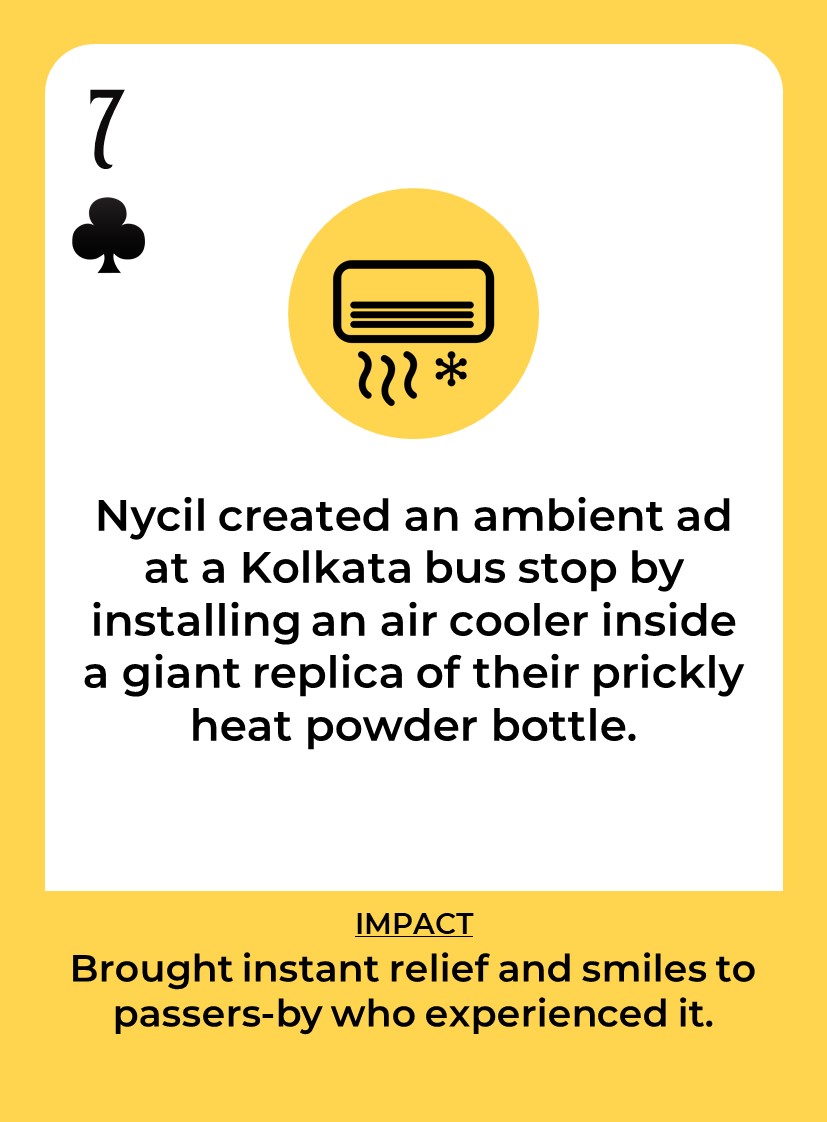 7
Nycil created an ambient ad
at a Kolkata bus stop by
installing an air cooler inside
a giant replica of their prickly
heat powder bottle.
IMPACT
Brought instant relief and smiles to
passers-by who experienced it.